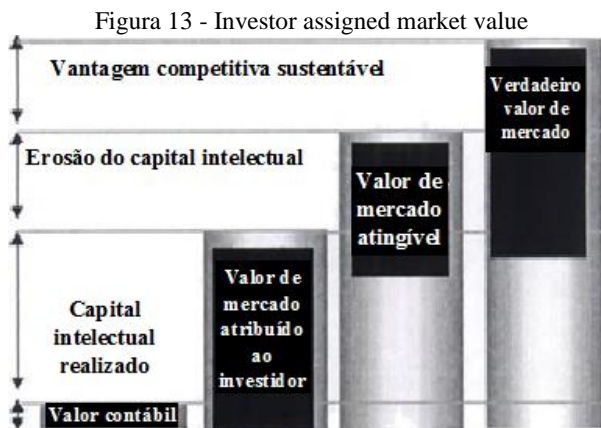 Figura 13 - Investor assigned market value
Vantagem competitiva sustentável
Verdadeiro
valor de
mercado
Erosão do capital intelectual
Valor de
mercado
atingível
Capital
intelectual
realizado
Valor de
mercado
atribuído
ao
investidor
Valor contábil